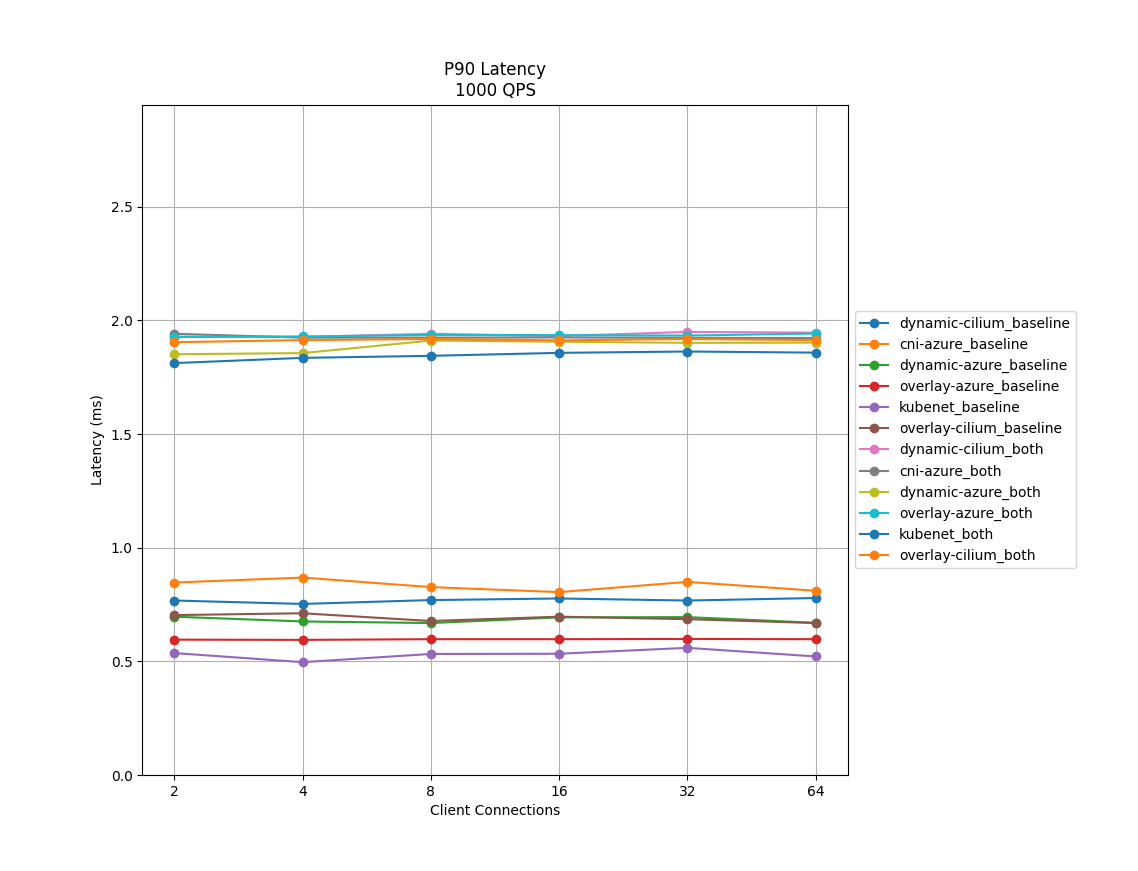 P90 Latency
1000 QPS
Latency (ms)
2.5
2.0
1.5
1.0
0.5
0.0
2 4 8 16 32 64
Client Connections
dynamic-cilium_baseline
cni-azure_baseline
dynamic-azure_baseline
overlay-azure_baseline
kubenet_baseline
overlay-cilium_baseline
dynamic-cilium_both
cni-azure_both
dynamic-azure_both
overlay-azure_both
kubenet_both
overlay-cilium_both